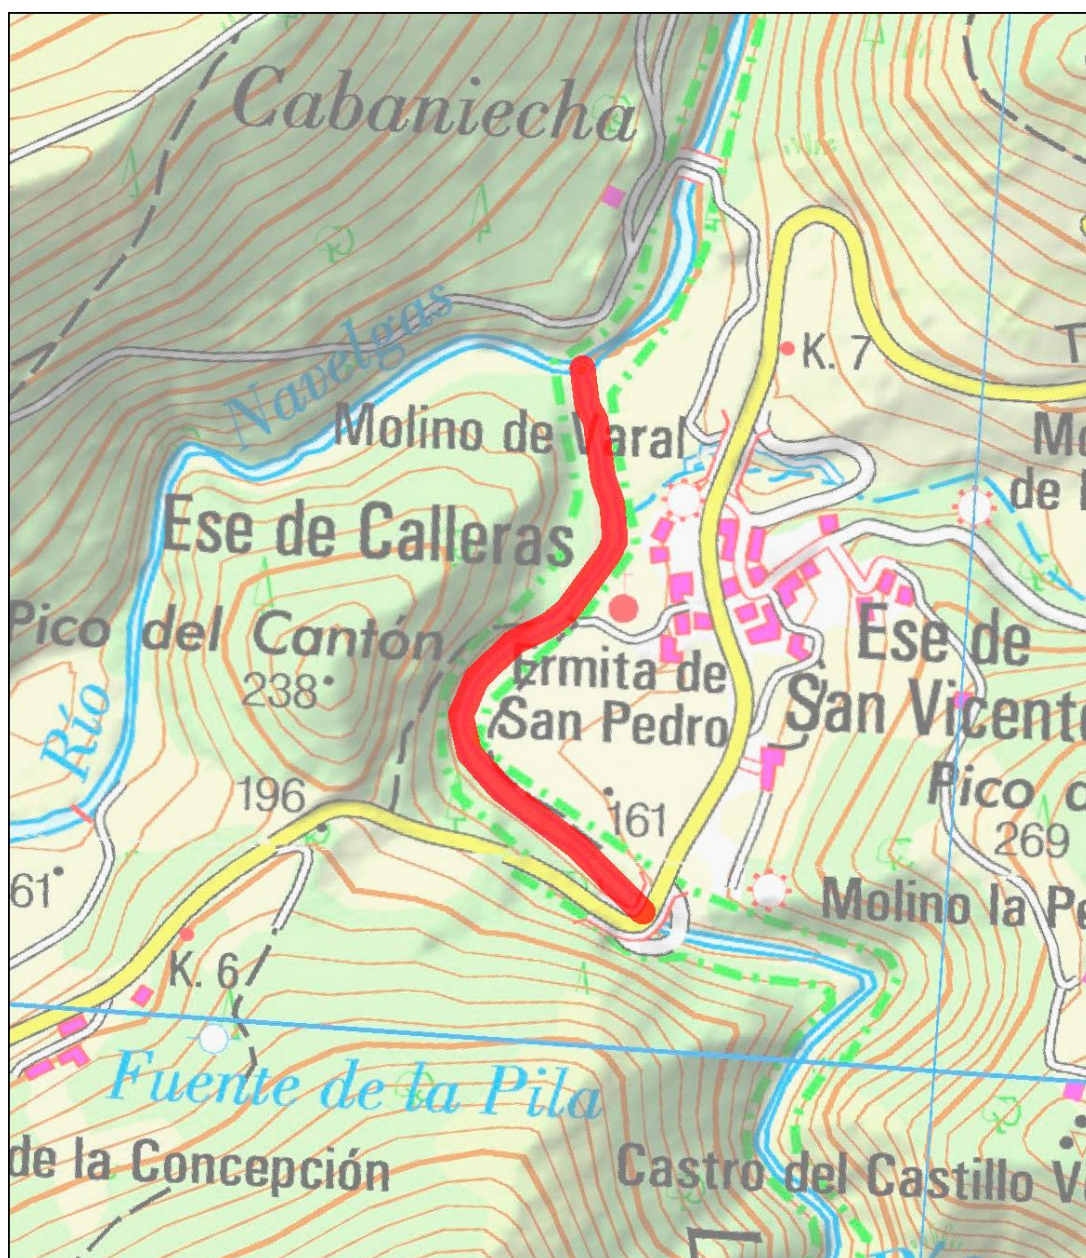 Cabaniecha
K. 7
Navelgas
Molino de Varal
Ese de Calleras
Pico del Cantón
238
Ermita de
San Pedro
Ese de
San Vicente
Río
196
161
Pico
269
61
Molino la
K. 6
Fuente de la Pila
de la Concepción
Castro del Castillo